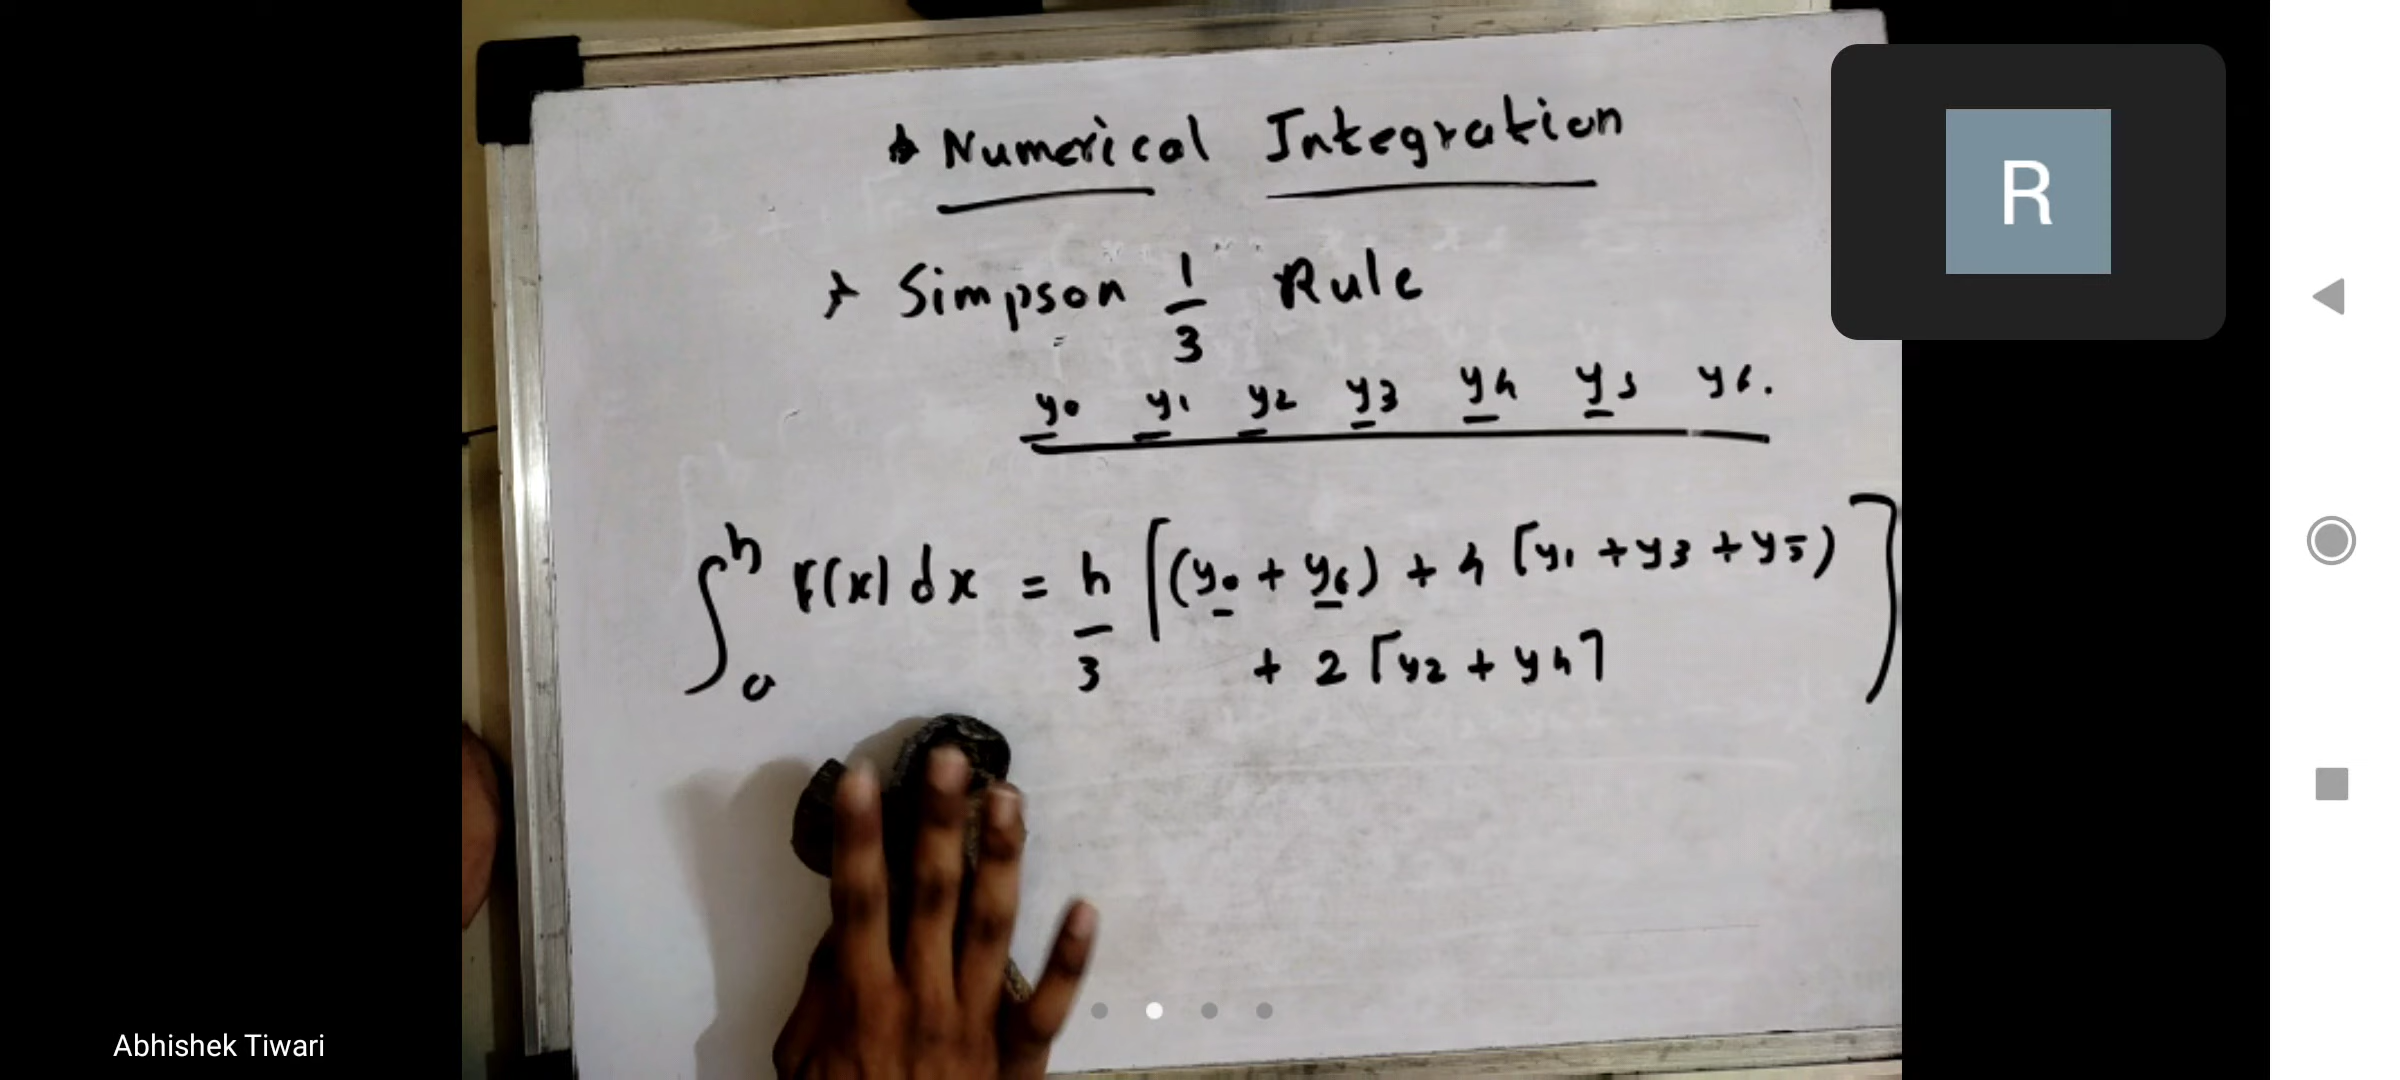 * Numerical Integration
R
* Simpson 1/3 Rule
y0 y1 y2 y3 y4 y5 y6.
∫_a^b F(x) dx = h/3 [(y0 + y6) + 4 [y1 + y3 + y5)
+ 2 [y2 + y4] ]
Abhishek Tiwari